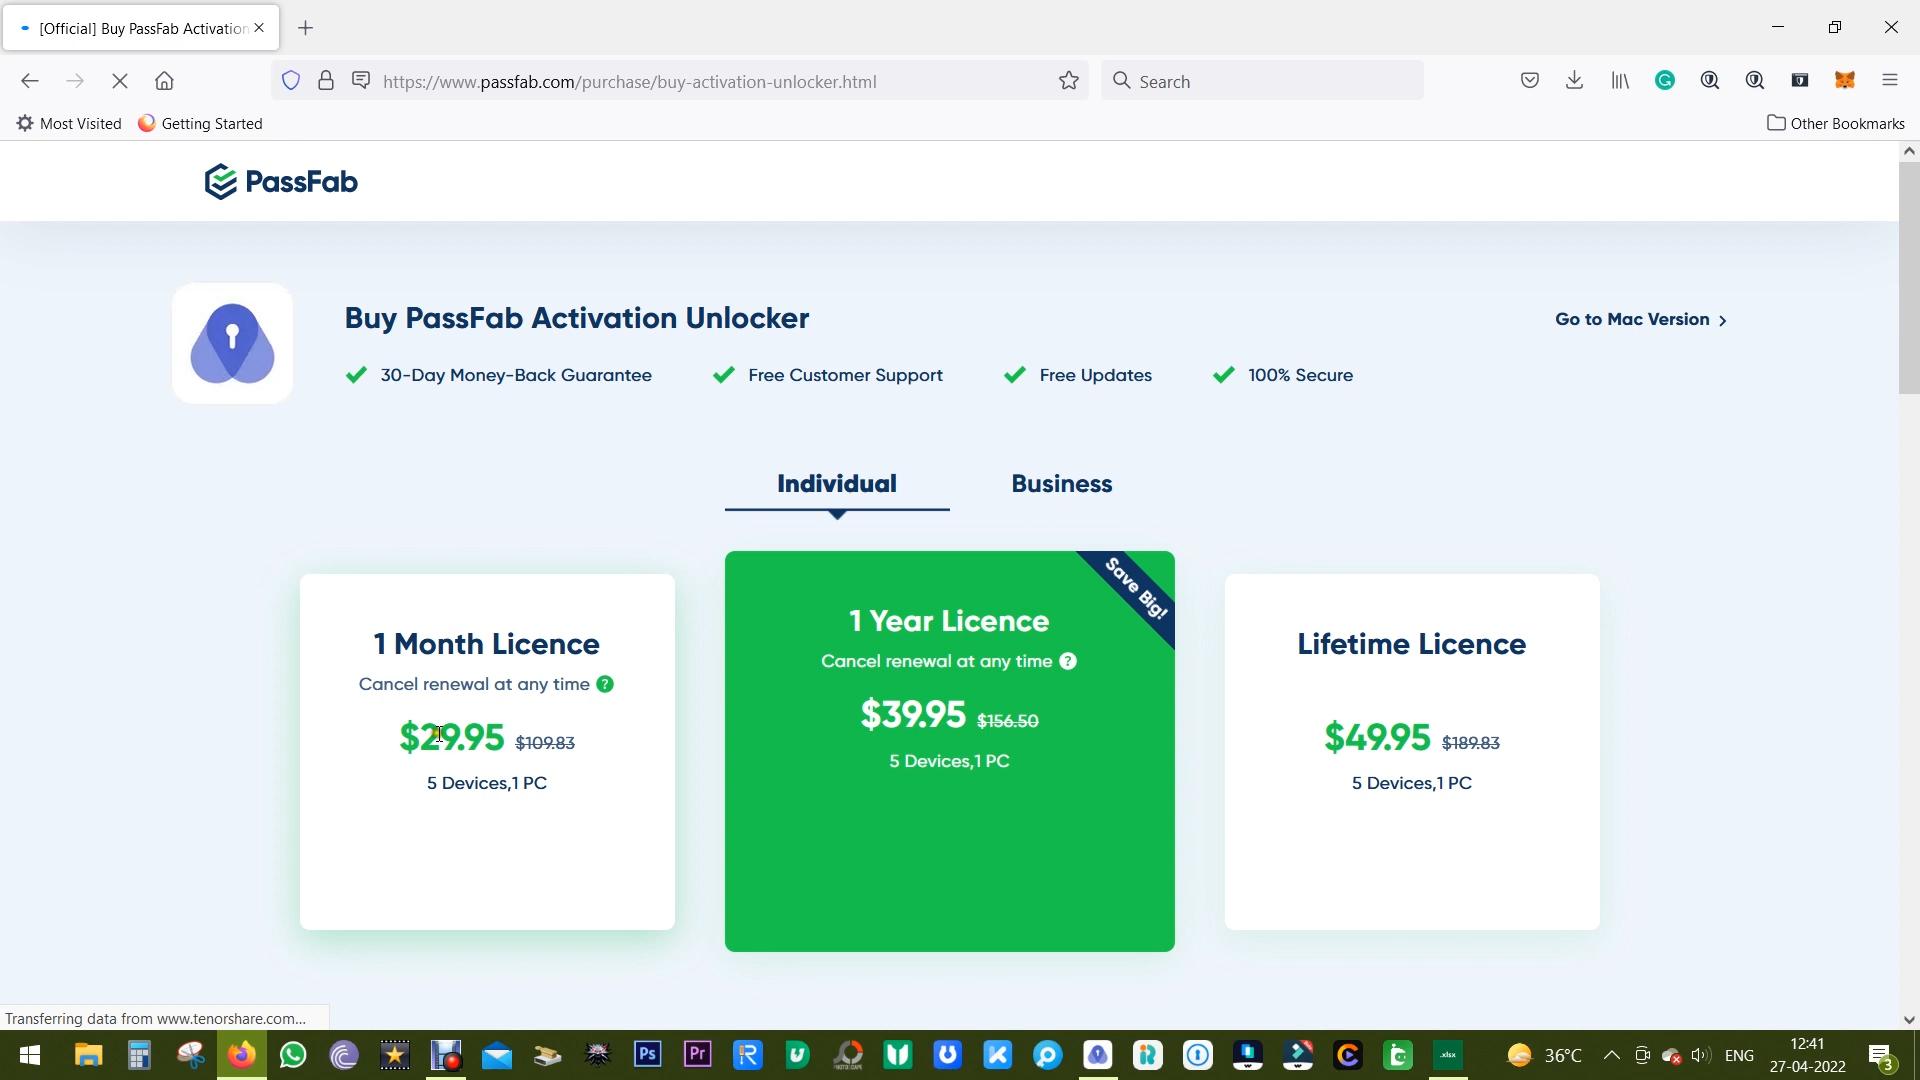 [Official] Buy PassFab Activation
https://www.passfab.com/purchase/buy-activation-unlocker.html
Search
Most Visited
Getting Started
Other Bookmarks
PassFab
Buy PassFab Activation Unlocker
Go to Mac Version >
30-Day Money-Back Guarantee
Free Customer Support
Free Updates
100% Secure
Individual
Business
1 Month Licence
Cancel renewal at any time ?
$29.95 $109.83
5 Devices,1 PC
Save Big!
1 Year Licence
Cancel renewal at any time ?
$39.95 $156.50
5 Devices,1 PC
Lifetime Licence
$49.95 $189.83
5 Devices,1 PC
Transferring data from www.tenorshare.com...
Ps
Pr
.xlsx
36°C
ENG
12:41
27-04-2022
3